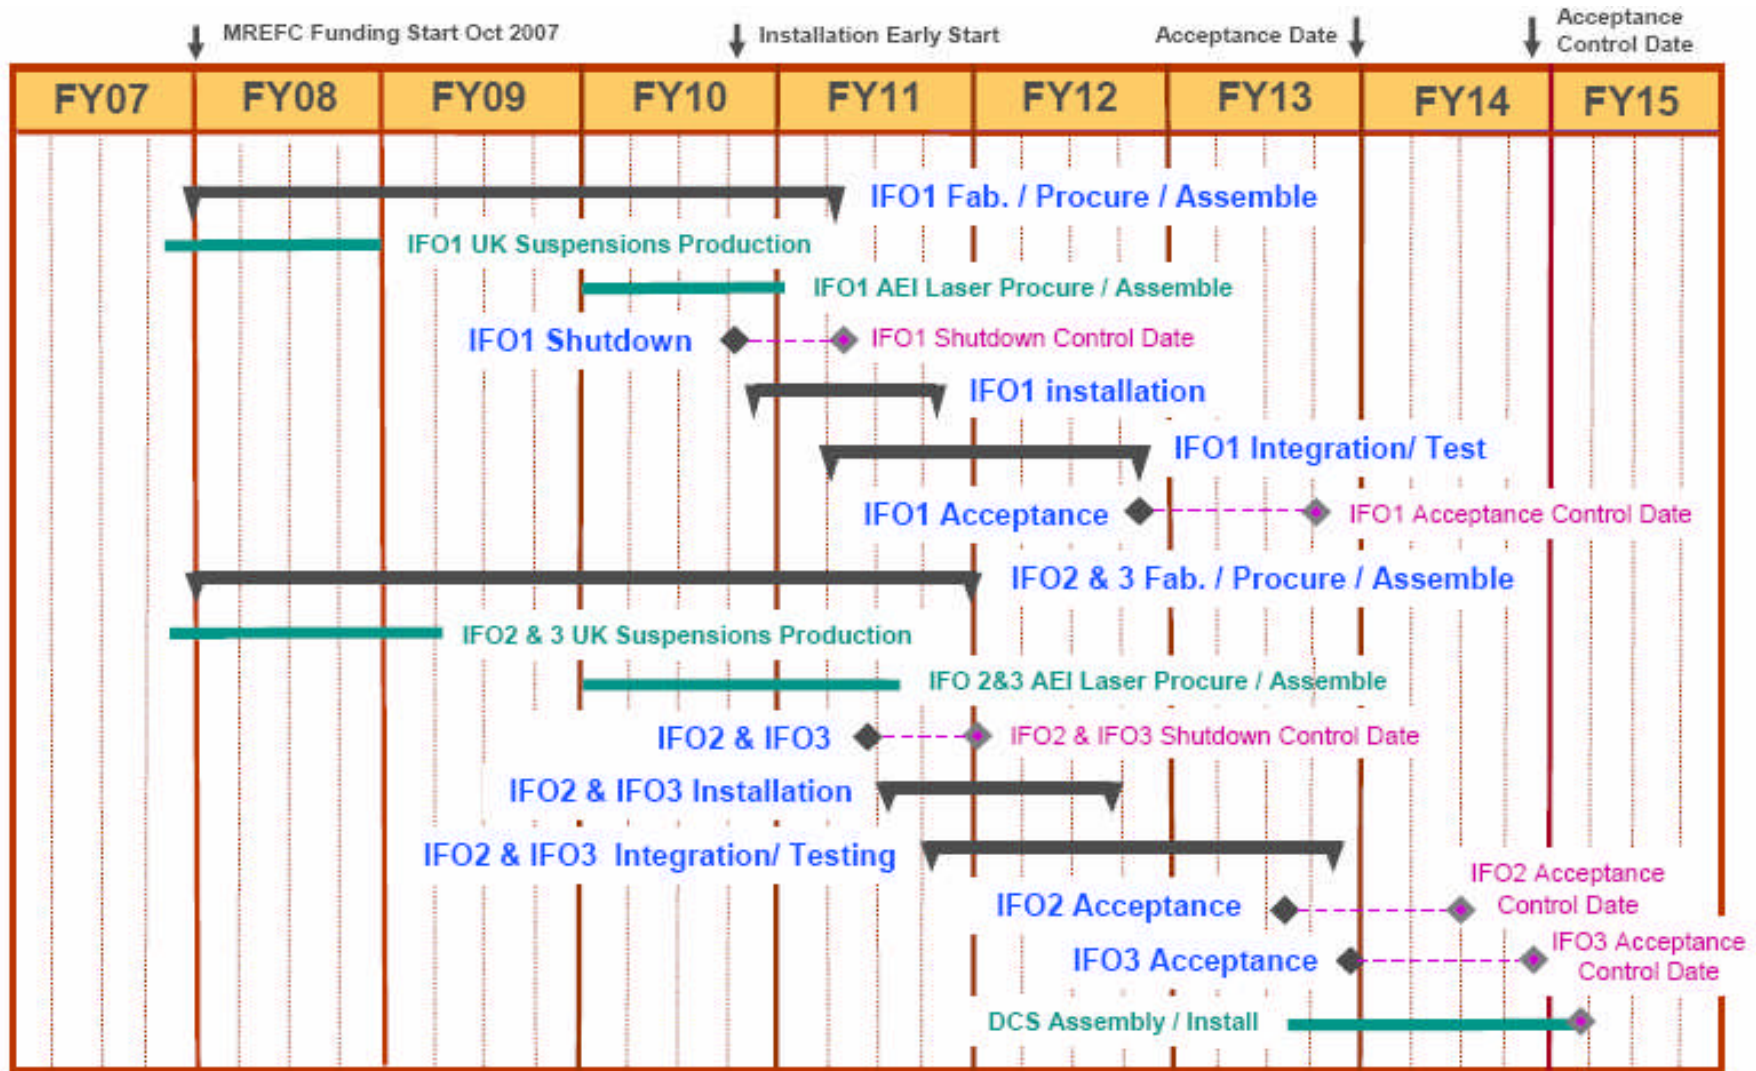 MREFC Funding Start Oct 2007
Installation Early Start
Acceptance Date
Acceptance
Control Date
FY07 FY08 FY09 FY10 FY11 FY12 FY13 FY14 FY15
IFO1 Fab. / Procure / Assemble
IFO1 UK Suspensions Production
IFO1 AEI Laser Procure / Assemble
IFO1 Shutdown
IFO1 Shutdown Control Date
IFO1 installation
IFO1 Integration/ Test
IFO1 Acceptance
IFO1 Acceptance Control Date
IFO2 & 3 Fab. / Procure / Assemble
IFO2 & 3 UK Suspensions Production
IFO 2&3 AEI Laser Procure / Assemble
IFO2 & IFO3
IFO2 & IFO3 Shutdown Control Date
IFO2 & IFO3 Installation
IFO2 & IFO3 Integration/ Testing
IFO2 Acceptance
IFO2 Acceptance
Control Date
IFO3 Acceptance
IFO3 Acceptance
Control Date
DCS Assembly / Install